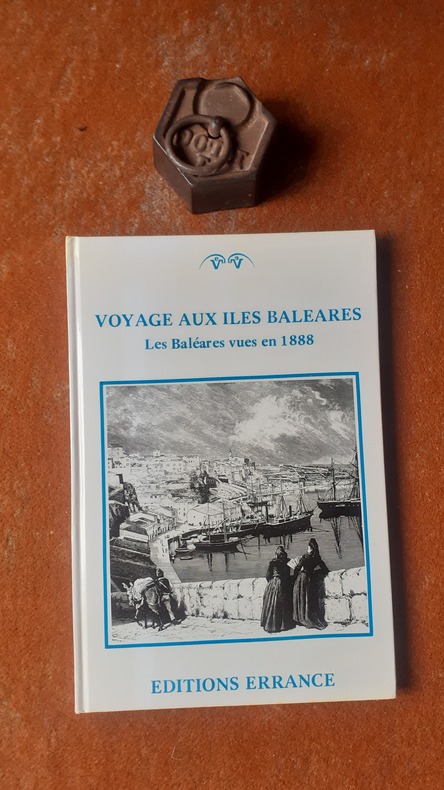 VOYAGE AUX ILES BALEARES
Les Baléares vues en 1888
EDITIONS ERRANCE